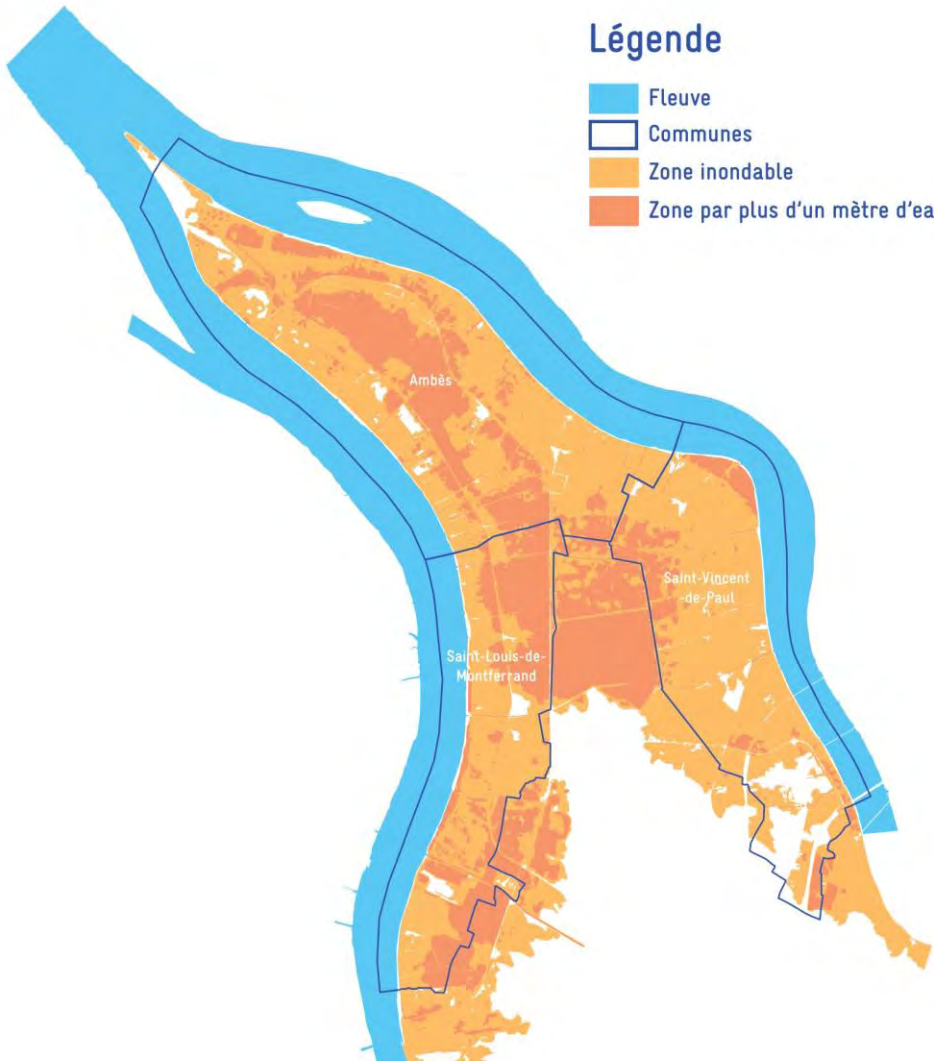 Légende
Fleuve
Communes
Zone inondable
Zone par plus d'un mètre d'ea
Ambès
Saint-Vincent
-de-Paul
Saint-Louis-de-
Montferrand